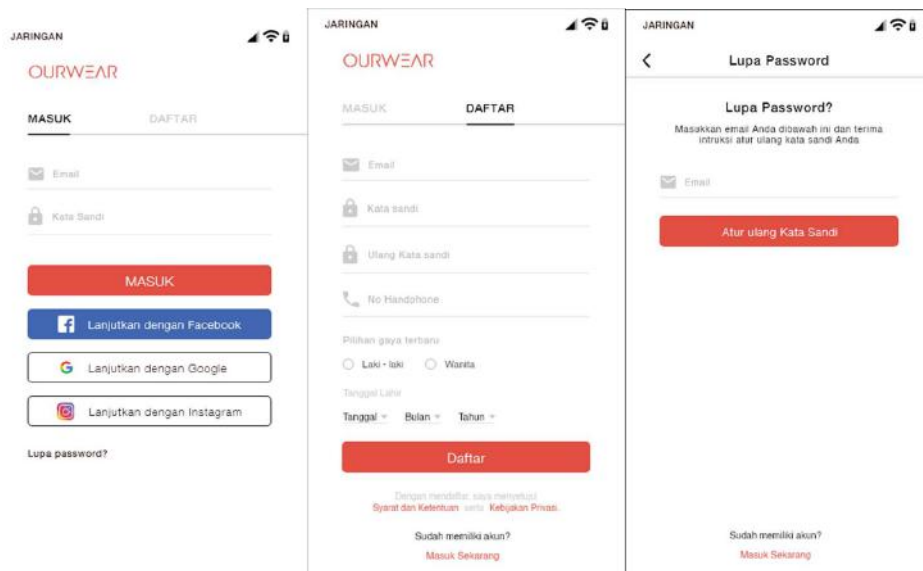 JARINGAN
OURWEAR
MASUK DAFTAR
Email
Kata Sandi
MASUK
Lanjutkan dengan Facebook
Lanjutkan dengan Google
Lanjutkan dengan Instagram
Lupa password?
JARINGAN
OURWEAR
MASUK DAFTAR
Email
Kata sandi
Ulang Kata sandi
No Handphone
Pilihan gaya terbaru
Laki - laki Wanita
Tanggal Lahir
Tanggal Bulan Tahun
Daftar
Dengan mendaftar, saya menyetujui
Syarat dan Ketentuan serta Kebijakan Privasi.
Sudah memiliki akun?
Masuk Sekarang
JARINGAN
Lupa Password
Lupa Password?
Masukkan email Anda dibawah ini dan terima
intruksi atur ulang kata sandi Anda
Email
Atur ulang Kata Sandi
Sudah memiliki akun?
Masuk Sekarang